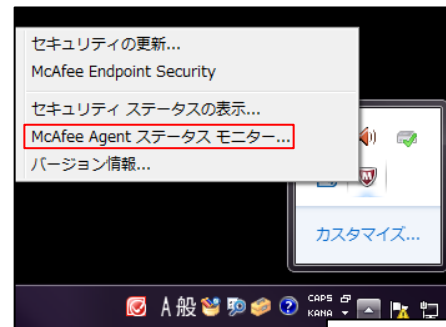 セキュリティの更新...
McAfee Endpoint Security
セキュリティ ステータスの表示...
McAfee Agent ステータス モニター...
バージョン情報...
カスタマイズ...
A 般
CAPS
KANA